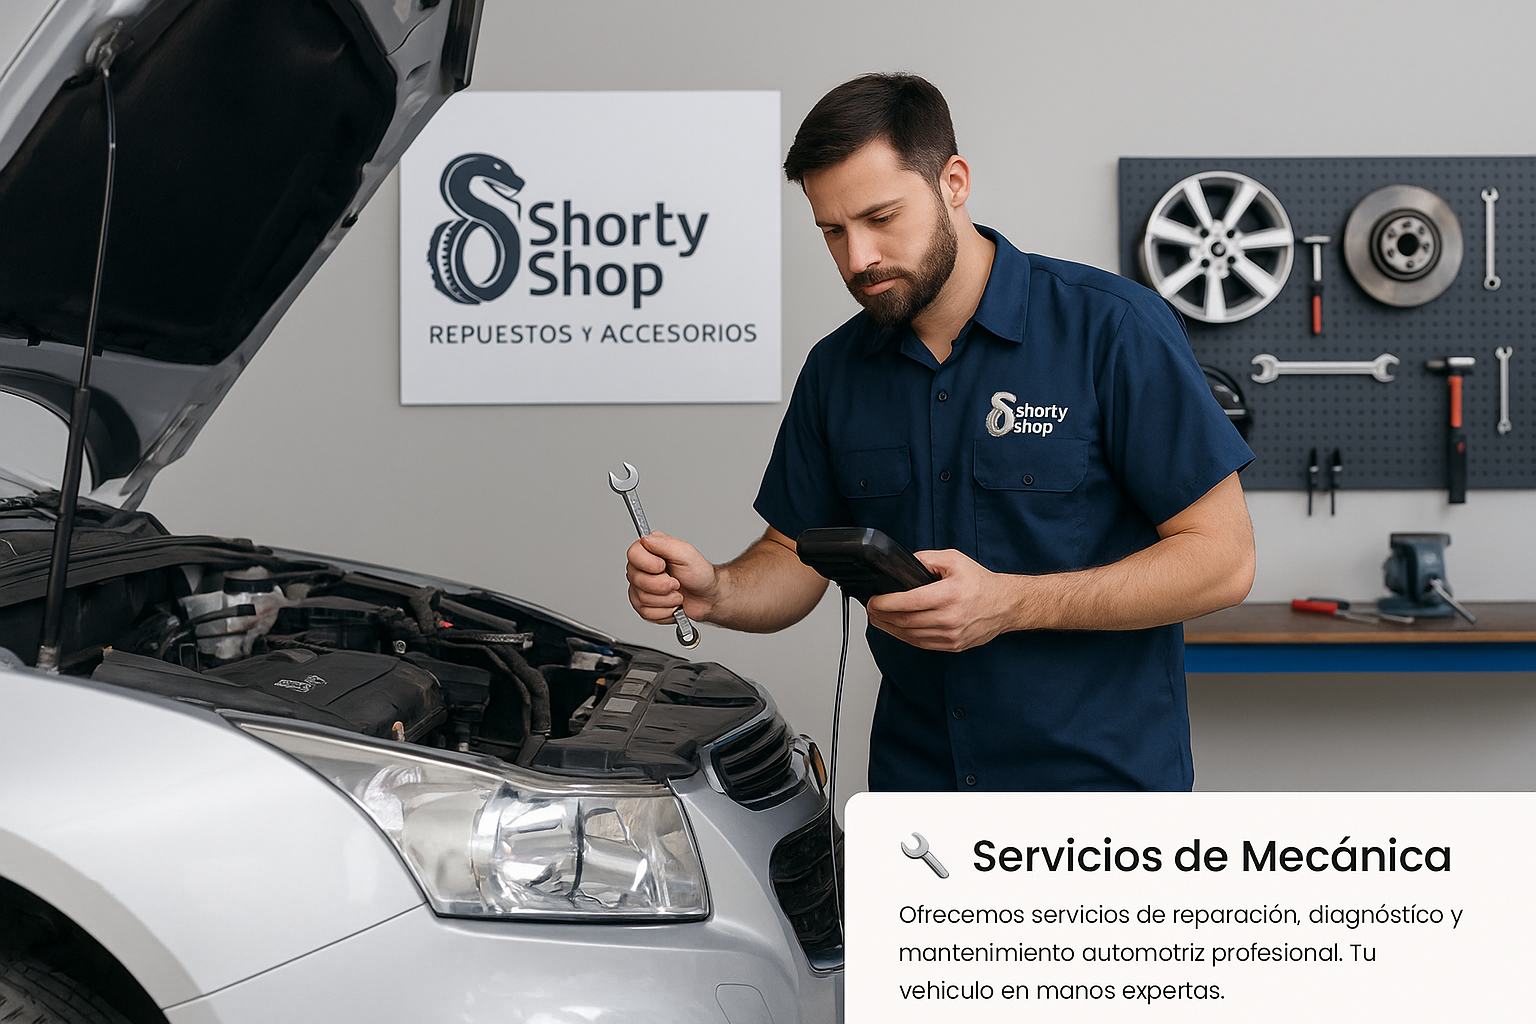 Shorty
Shop
REPUESTOS Y ACCESORIOS
shorty
shop
Servicios de Mecánica
Ofrecemos servicios de reparación, diagnóstíco y
mantenimiento automotriz profesional. Tu
vehiculo en manos expertas.